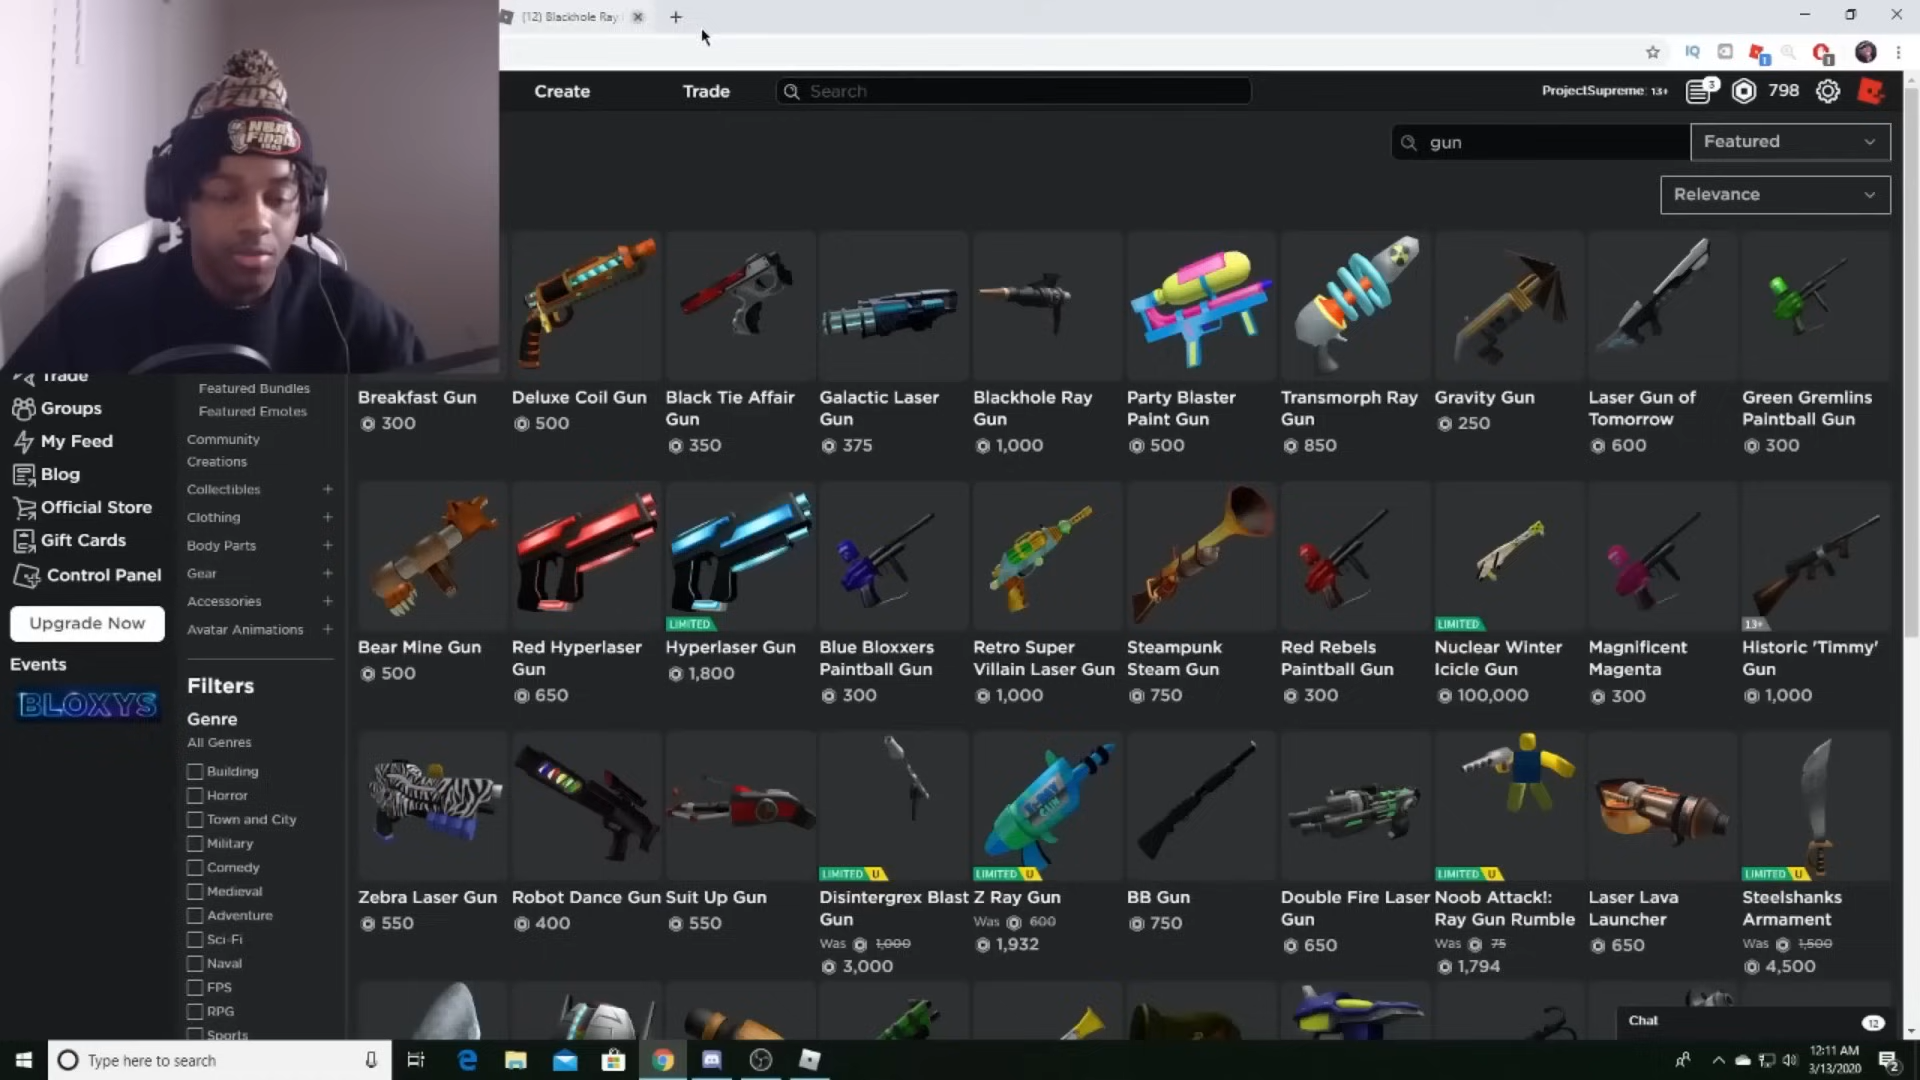 (12) Blackhole Ray
Create
Trade
Search
ProjectSupreme: 13+
3
798
gun
Featured
Relevance
NBA
Finals
Trade
Groups
My Feed
Blog
Official Store
Gift Cards
Control Panel
Upgrade Now
Events
BLOXYS
Featured Bundles
Featured Emotes
Community
Creations
Collectibles +
Clothing +
Body Parts +
Gear +
Accessories +
Avatar Animations +
Filters
Genre
All Genres
Building
Horror
Town and City
Military
Comedy
Medieval
Adventure
Sci-Fi
Naval
FPS
RPG
Sports
Breakfast Gun
300
Deluxe Coil Gun
500
Black Tie Affair
Gun
350
Galactic Laser
Gun
375
Blackhole Ray
Gun
1,000
Party Blaster
Paint Gun
500
Transmorph Ray
Gun
850
Gravity Gun
250
Laser Gun of
Tomorrow
600
Green Gremlins
Paintball Gun
300
Bear Mine Gun
500
Red Hyperlaser
Gun
650
LIMITED
Hyperlaser Gun
1,800
Blue Bloxxers
Paintball Gun
300
Retro Super
Villain Laser Gun
1,000
Steampunk
Steam Gun
750
Red Rebels
Paintball Gun
300
LIMITED
Nuclear Winter
Icicle Gun
100,000
Magnificent
Magenta
300
13+
Historic 'Timmy'
Gun
1,000
Zebra Laser Gun
550
Robot Dance Gun
400
Suit Up Gun
550
LIMITED U
Disintergrex Blast
Gun
Was 1,000
3,000
LIMITED U
Z Ray Gun
Was 600
1,932
BB Gun
750
Double Fire Laser
Gun
650
LIMITED U
Noob Attack!:
Ray Gun Rumble
Was 75
1,794
Laser Lava
Launcher
650
LIMITED U
Steelshanks
Armament
Was 1,500
4,500
Chat
12
Type here to search
12:11 AM
3/13/2020
2